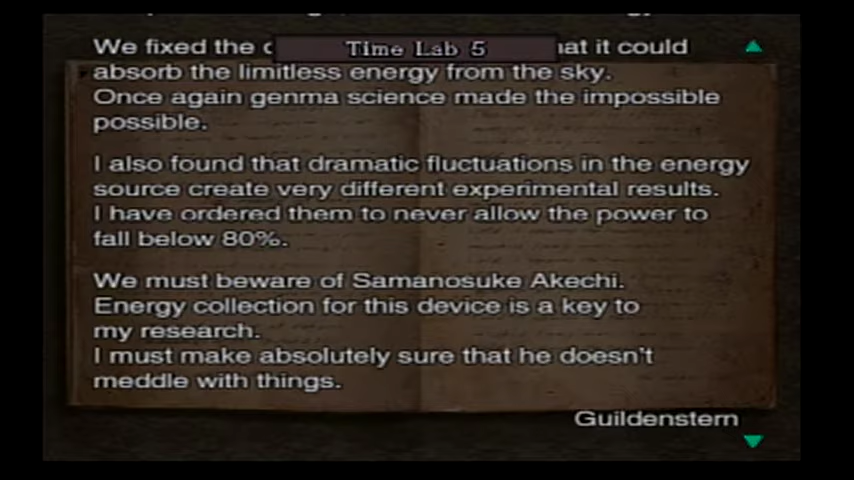 Time Lab 5
We fixed the
at it could
absorb the limitless energy from the sky.
Once again genma science made the impossible
possible.
I also found that dramatic fluctuations in the energy
source create very different experimental results.
I have ordered them to never allow the power to
fall below 80%.
We must beware of Samanosuke Akechi.
Energy collection for this device is a key to
my research.
I must make absolutely sure that he doesn't
meddle with things.
Guildenstern